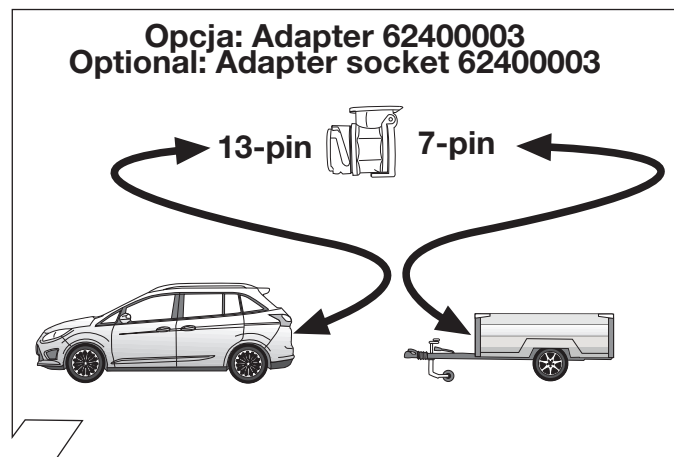 Opcja: Adapter 62400003
Optional: Adapter socket 62400003
13-pin 7-pin